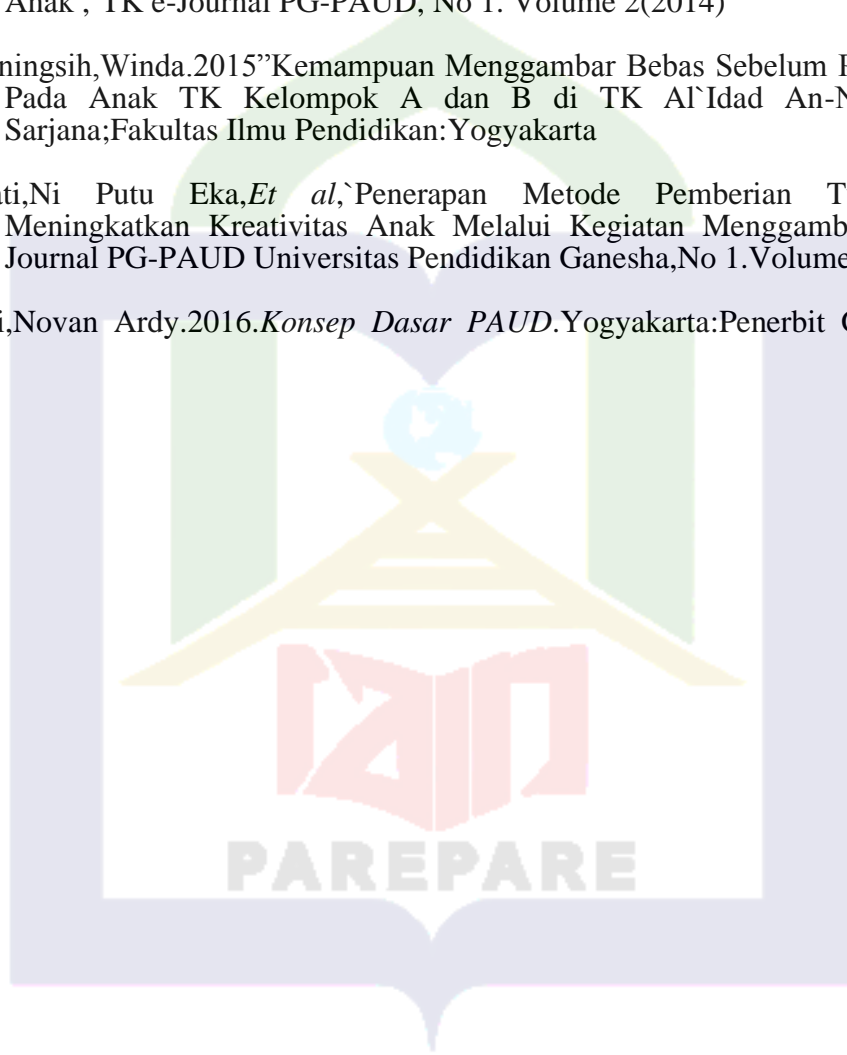 Anak , TK e-Journal PG-PAUD, No 1. Volume 2(2014)
ningsih,Winda.2015”Kemampuan Menggambar Bebas Sebelum
Pada Anak TK Kelompok A dan B di TK Al`Idad
Sarjana;Fakultas Ilmu Pendidikan:Yogyakarta
ati,Ni Putu Eka,Et al,`Penerapan Metode Pemberian
Meningkatkan Kreativitas Anak Melalui Kegiatan
Journal PG-PAUD Universitas Pendidikan Ganesha,No 1.Volume
i,Novan Ardy.2016.Konsep Dasar PAUD.Yogyakarta:Penerbit
PAREPARE